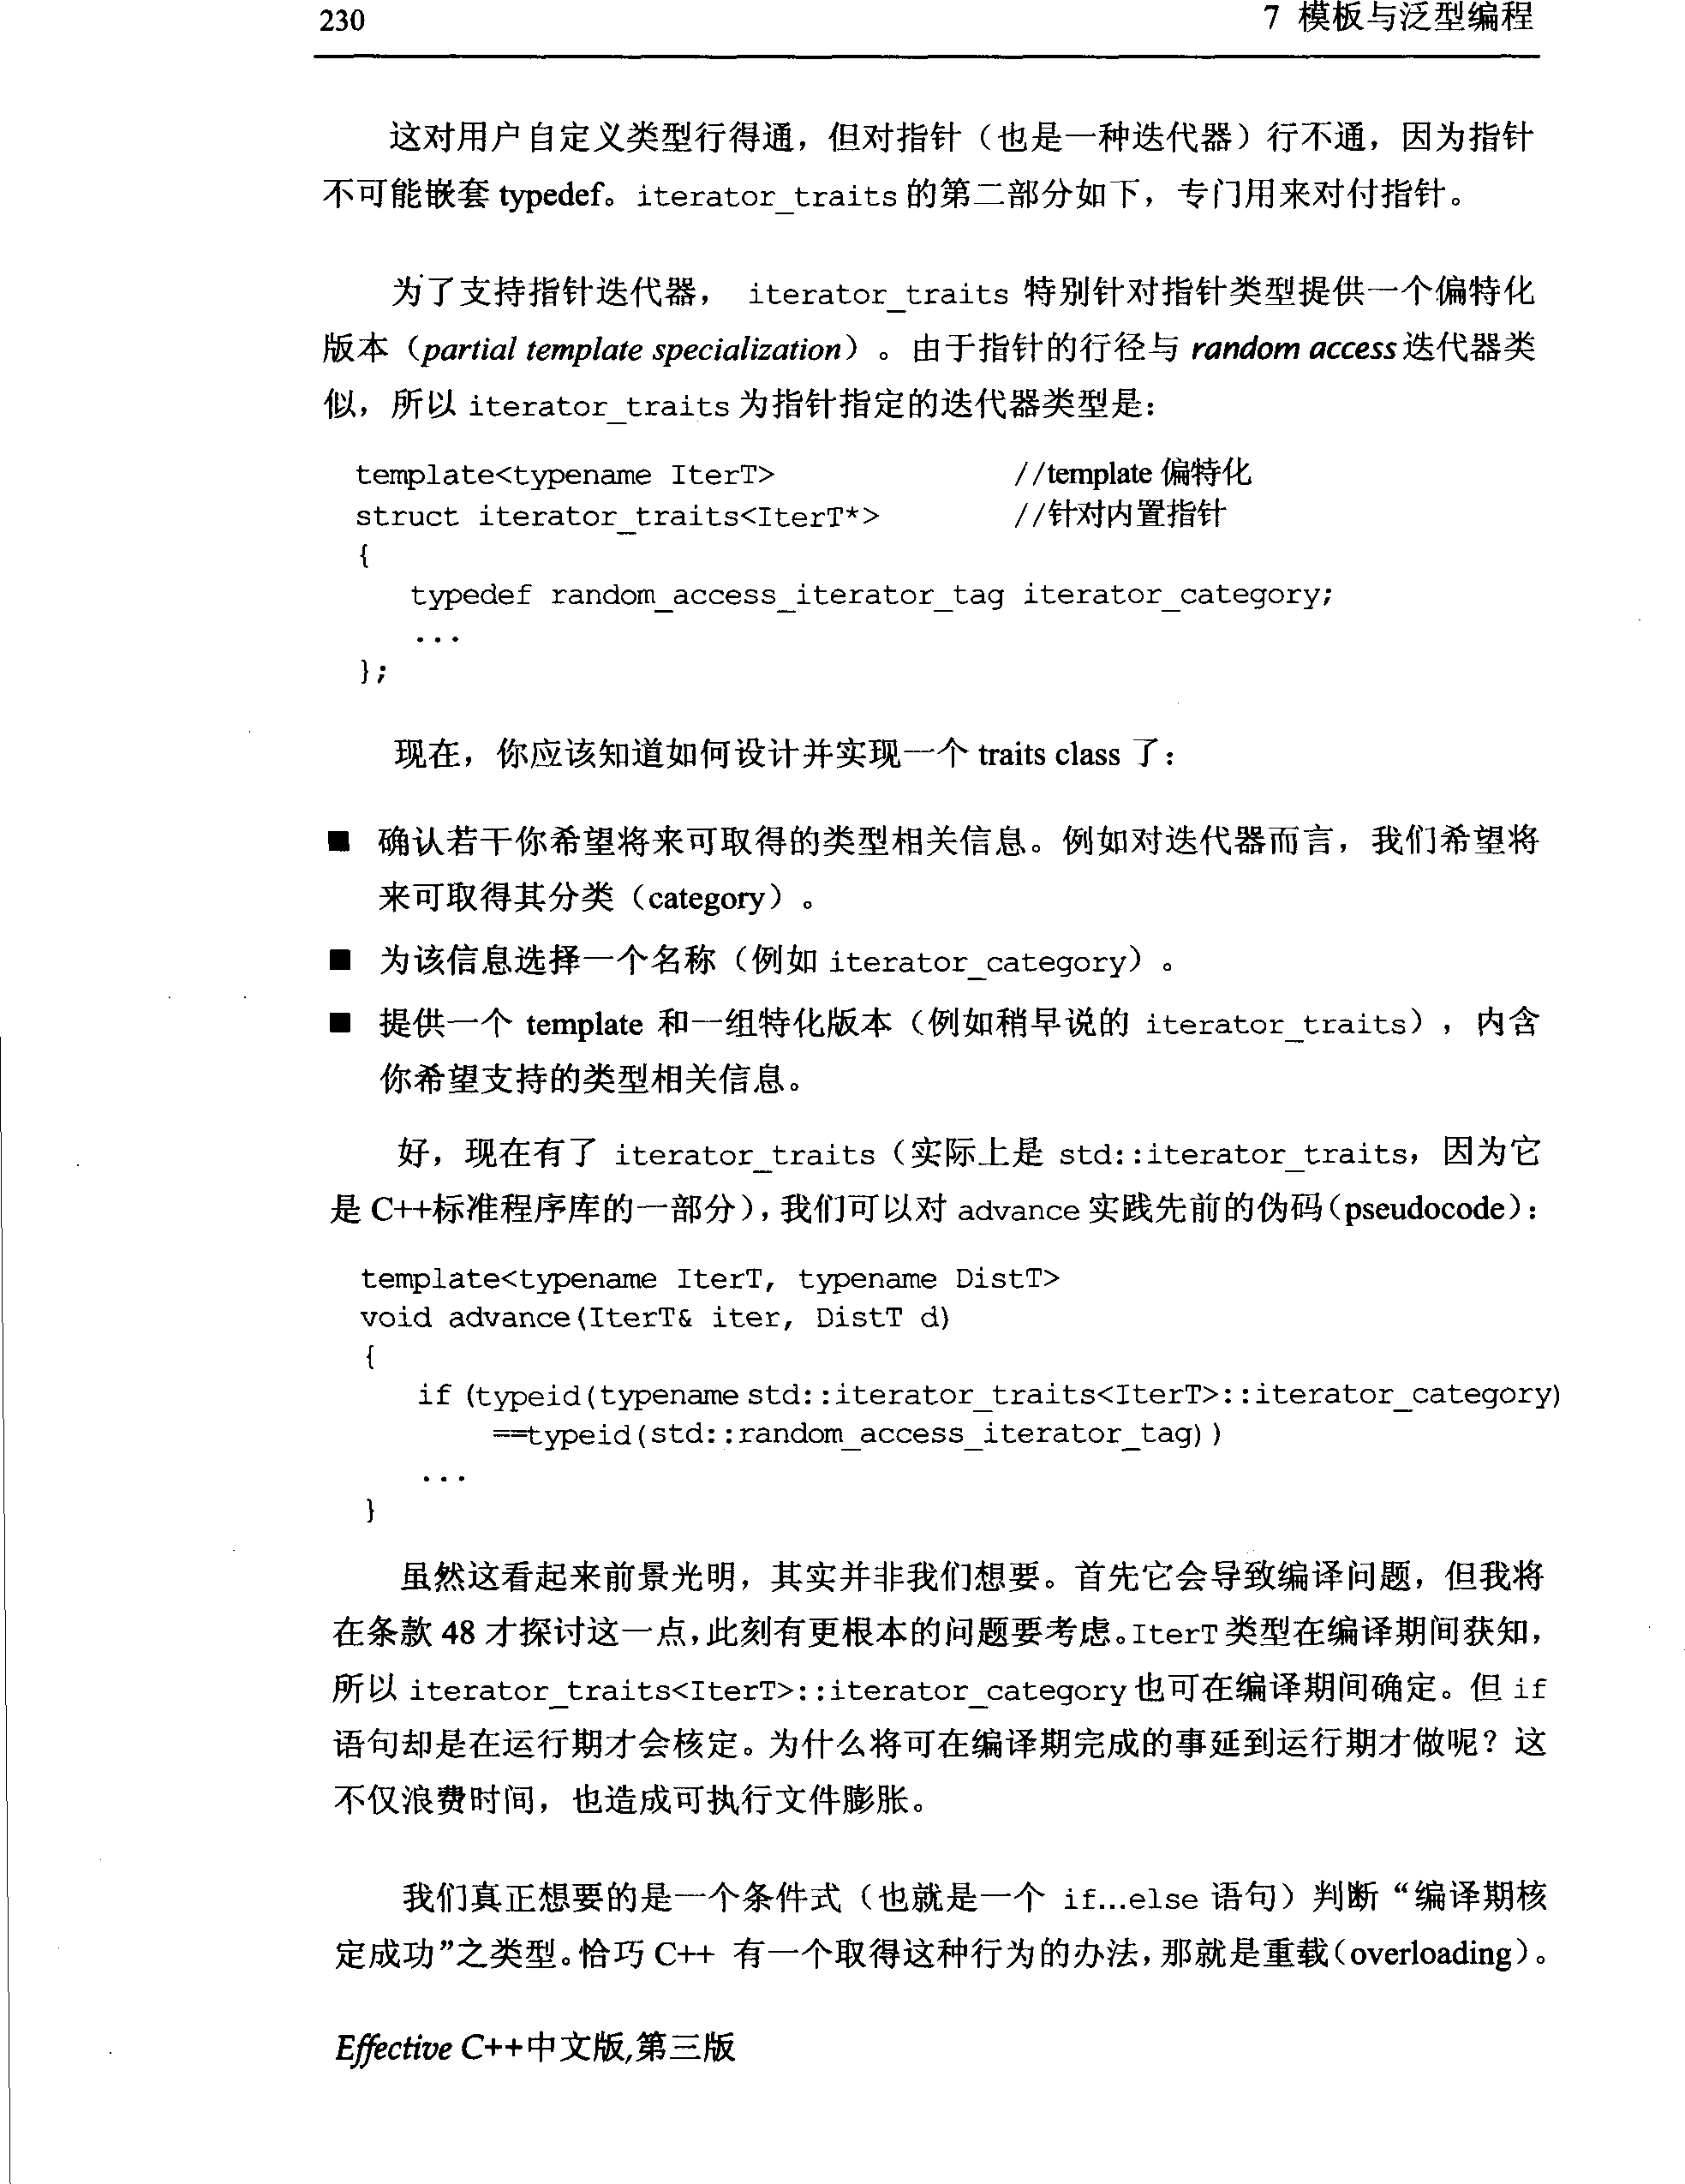 230
7 模板与泛型编程
这对用户自定义类型行得通，但对指针（也是一种迭代器）行不通，因为指针
不可能嵌套 typedef。iterator_traits 的第二部分如下，专门用来对付指针。
为了支持指针迭代器， iterator_traits 特别针对指针类型提供一个偏特化
版本（partial template specialization）。由于指针的行径与 random access 迭代器类
似，所以 iterator_traits 为指针指定的迭代器类型是：
template<typename IterT> //template 偏特化
struct iterator_traits<IterT*> //针对内置指针
{
typedef random_access_iterator_tag iterator_category;
...
};
现在，你应该知道如何设计并实现一个 traits class 了：
■ 确认若干你希望将来可取得的类型相关信息。例如对迭代器而言，我们希望将
来可取得其分类（category）。
■ 为该信息选择一个名称（例如 iterator_category）。
■ 提供一个 template 和一组特化版本（例如稍早说的 iterator_traits），内含
你希望支持的类型相关信息。
好，现在有了 iterator_traits（实际上是 std::iterator_traits，因为它
是 C++标准程序库的一部分），我们可以对 advance 实践先前的伪码（pseudocode）：
template<typename IterT, typename DistT>
void advance(IterT& iter, DistT d)
{
if (typeid(typename std::iterator_traits<IterT>::iterator_category)
==typeid(std::random_access_iterator_tag))
...
}
虽然这看起来前景光明，其实并非我们想要。首先它会导致编译问题，但我将
在条款 48 才探讨这一点，此刻有更根本的问题要考虑。IterT 类型在编译期间获知，
所以 iterator_traits<IterT>::iterator_category 也可在编译期间确定。但 if
语句却是在运行期才会核定。为什么将可在编译期完成的事延到运行期才做呢？这
不仅浪费时间，也造成可执行文件膨胀。
我们真正想要的是一个条件式（也就是一个 if...else 语句）判断“编译期核
定成功”之类型。恰巧 C++ 有一个取得这种行为的办法，那就是重载（overloading）。
Effective C++中文版,第三版